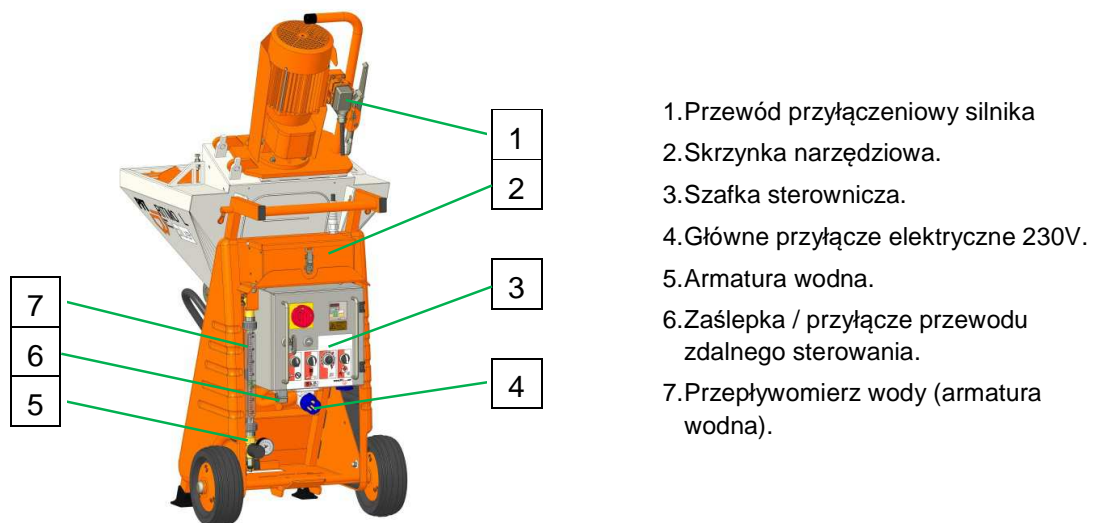 1
2
3
4
7
6
5
1.Przewód przyłączeniowy silnika
2.Skrzynka narzędziowa.
3.Szafka sterownicza.
4.Główne przyłącze elektryczne 230V.
5.Armatura wodna.
6.Zaślepka / przyłącze przewodu
zdalnego sterowania.
7.Przepływomierz wody (armatura
wodna).